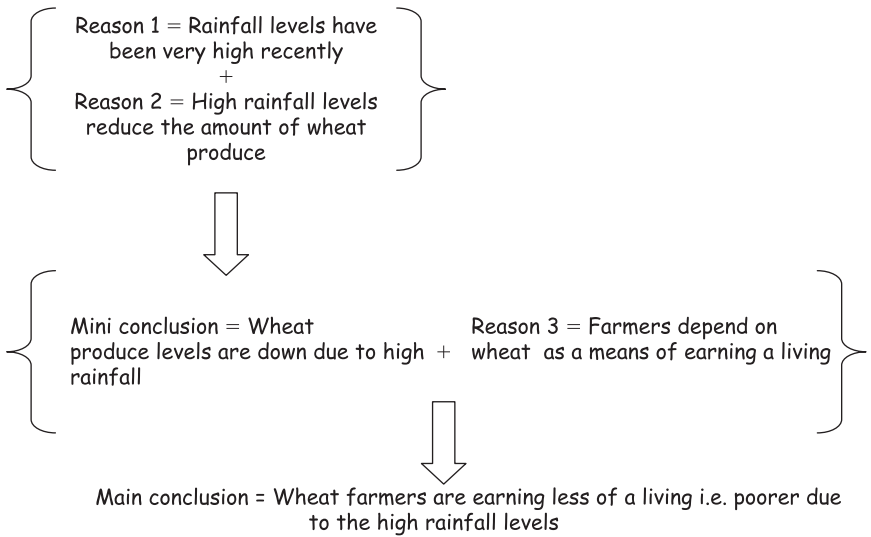 Reason 1 = Rainfall levels have
been very high recently
+
Reason 2 = High rainfall levels
reduce the amount of wheat
produce
Mini conclusion = Wheat
produce levels are down due to high
rainfall
+
Reason 3 = Farmers depend on
wheat as a means of earning a living
Main conclusion = Wheat farmers are earning less of a living i.e. poorer due
to the high rainfall levels